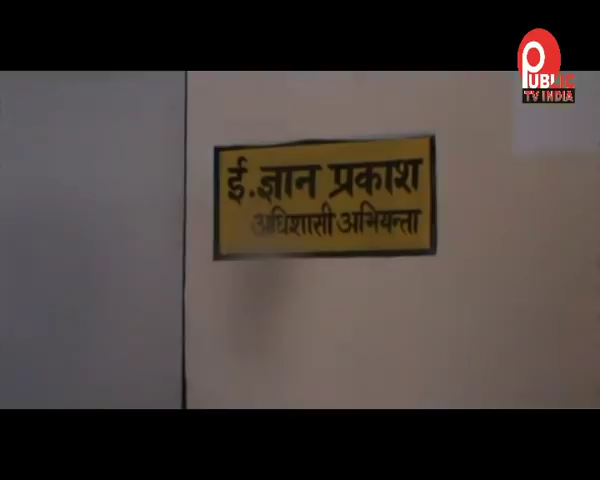 PUBLIC
TV INDIA
ई. ज्ञान प्रकाश
अधिशासी अभियन्ता